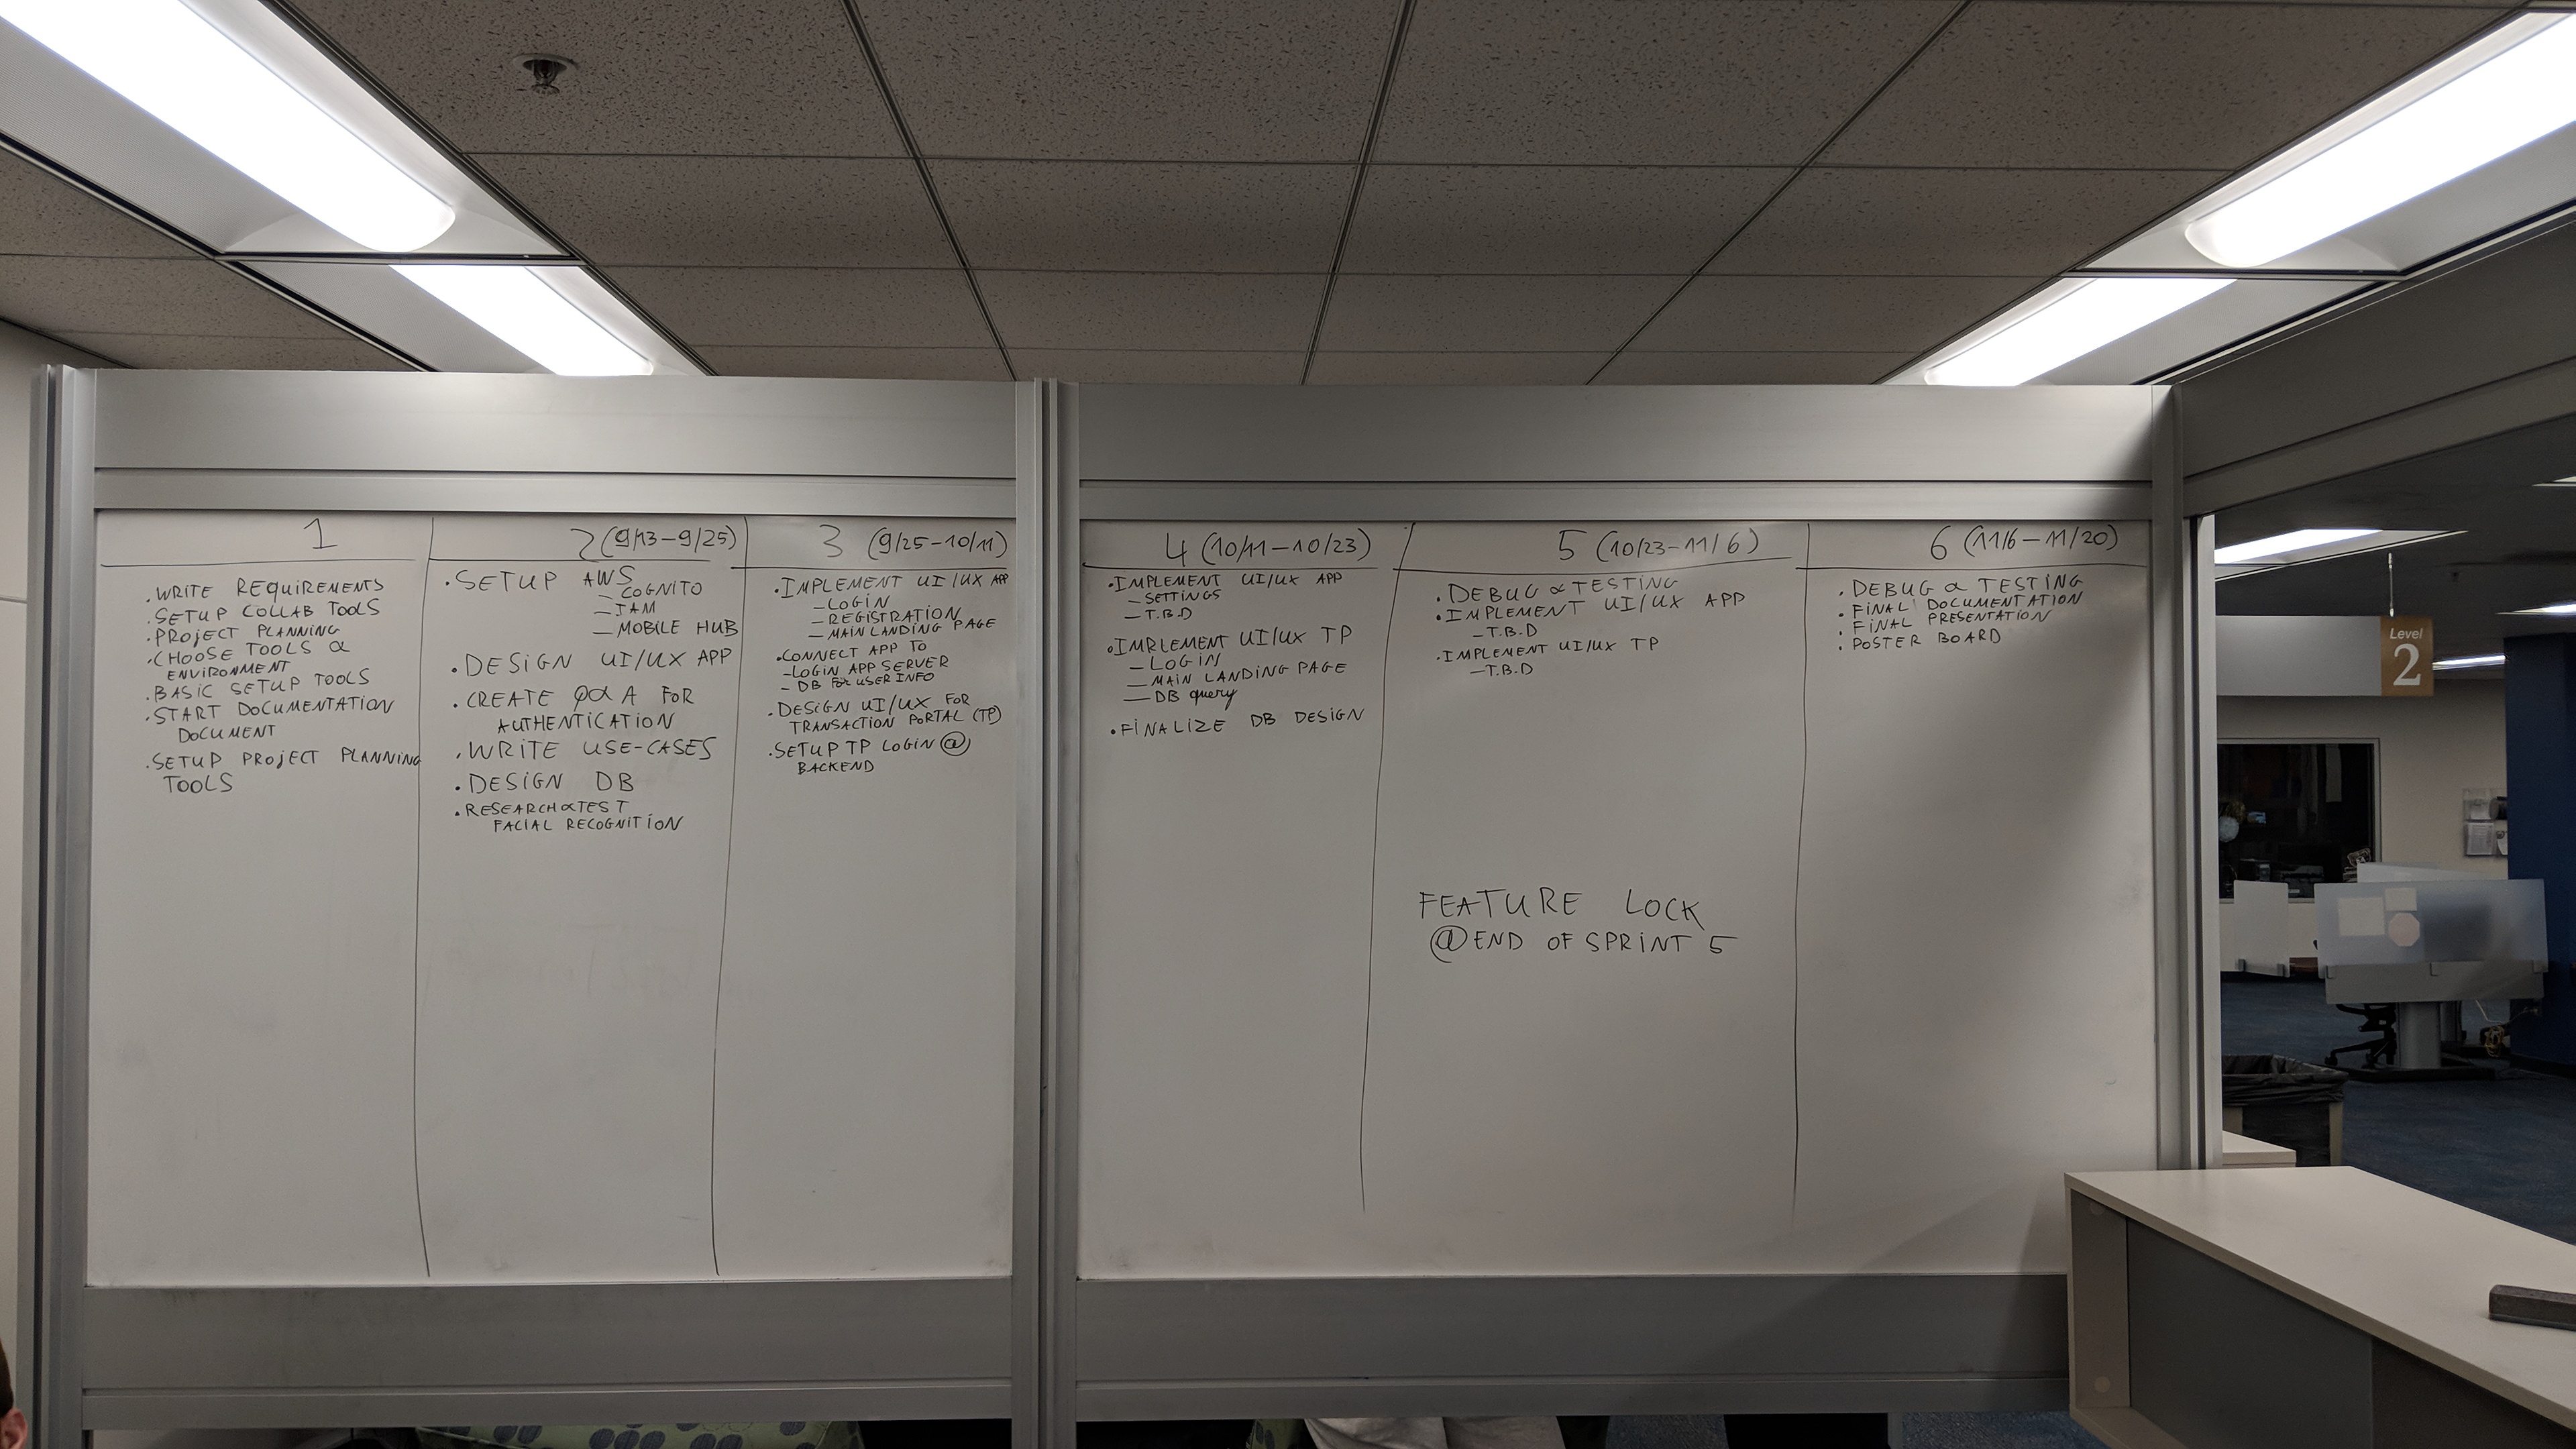 1
. WRITE REQUIREMENTS
. SETUP COLLAB TOOLS
. PROJECT PLANNING
. CHOOSE TOOLS &
ENVIRONMENT
. BASIC SETUP TOOLS
. START DOCUMENTATION
DOCUMENT
. SETUP PROJECT PLANNING
TOOLS
2 (9/13-9/25)
. SETUP AWS
- COGNITO
- IAM
- MOBILE HUB
. DESIGN UI/UX APP
. CREATE Q&A FOR
AUTHENTICATION
. WRITE USE-CASES
. DESIGN DB
. RESEARCH & TEST
FACIAL RECOGNITION
3 (9/25-10/11)
. IMPLEMENT UI/UX APP
- LOGIN
- REGISTRATION
- MAIN LANDING PAGE
. CONNECT APP TO
- LOGIN APP SERVER
- DB FOR USER INFO
. DESIGN UI/UX FOR
TRANSACTION PORTAL (TP)
. SETUP TP LOGIN @
BACKEND
4 (10/11-10/23)
. IMPLEMENT UI/UX APP
- SETTINGS
- T.B.D
. IMPLEMENT UI/UX TP
- LOGIN
- MAIN LANDING PAGE
- DB query
. FINALIZE DB DESIGN
5 (10/23-11/6)
. DEBUG & TESTING
. IMPLEMENT UI/UX APP
- T.B.D
. IMPLEMENT UI/UX TP
- T.B.D
FEATURE LOCK
@ END OF SPRINT 5
6 (11/6-11/20)
. DEBUG & TESTING
. FINAL DOCUMENTATION
. FINAL PRESENTATION
. POSTER BOARD
Level
2